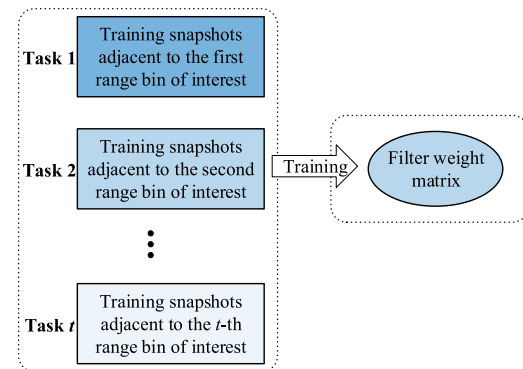 Task 1
Training snapshots
adjacent to the first
range bin of interest
Task 2
Training snapshots
adjacent to the second
range bin of interest
Training
Filter weight
matrix
Task t
Training snapshots
adjacent to the t-th
range bin of interest